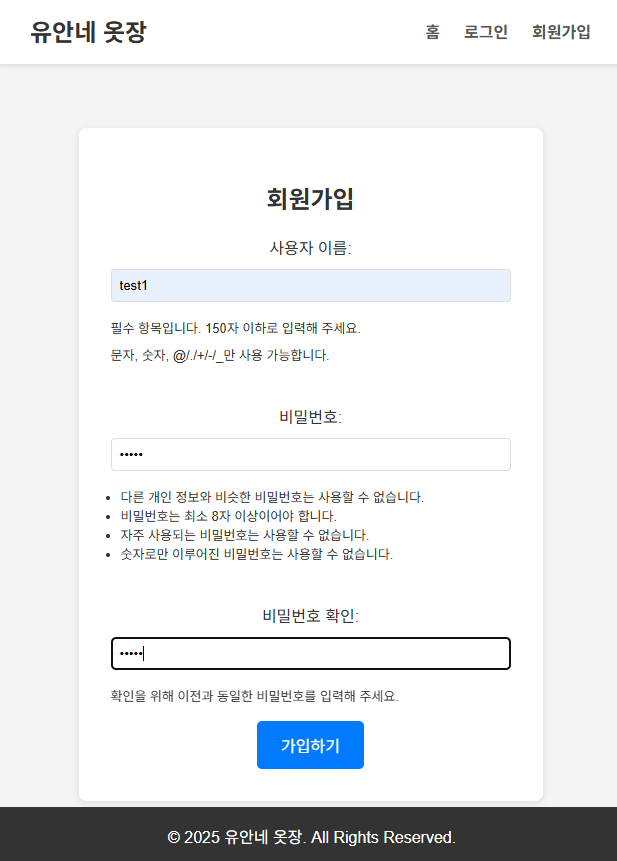 유안네 옷장
홈 로그인 회원가입
회원가입
사용자 이름:
test1
필수 항목입니다. 150자 이하로 입력해 주세요.
문자, 숫자, @/./+/-/_만 사용 가능합니다.
비밀번호:
•••••
다른 개인 정보와 비슷한 비밀번호는 사용할 수 없습니다.
비밀번호는 최소 8자 이상이어야 합니다.
자주 사용되는 비밀번호는 사용할 수 없습니다.
숫자로만 이루어진 비밀번호는 사용할 수 없습니다.
비밀번호 확인:
•••••
확인을 위해 이전과 동일한 비밀번호를 입력해 주세요.
가입하기
© 2025 유안네 옷장. All Rights Reserved.